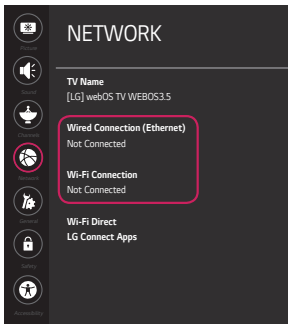 NETWORK
Picture
TV Name
[LG] webOS TV WEBOS3.5
Sound
Wired Connection (Ethernet)
Channels
Not Connected
Wi-Fi Connection
Network
Not Connected
General
Wi-Fi Direct
LG Connect Apps
Safety
Accessibility